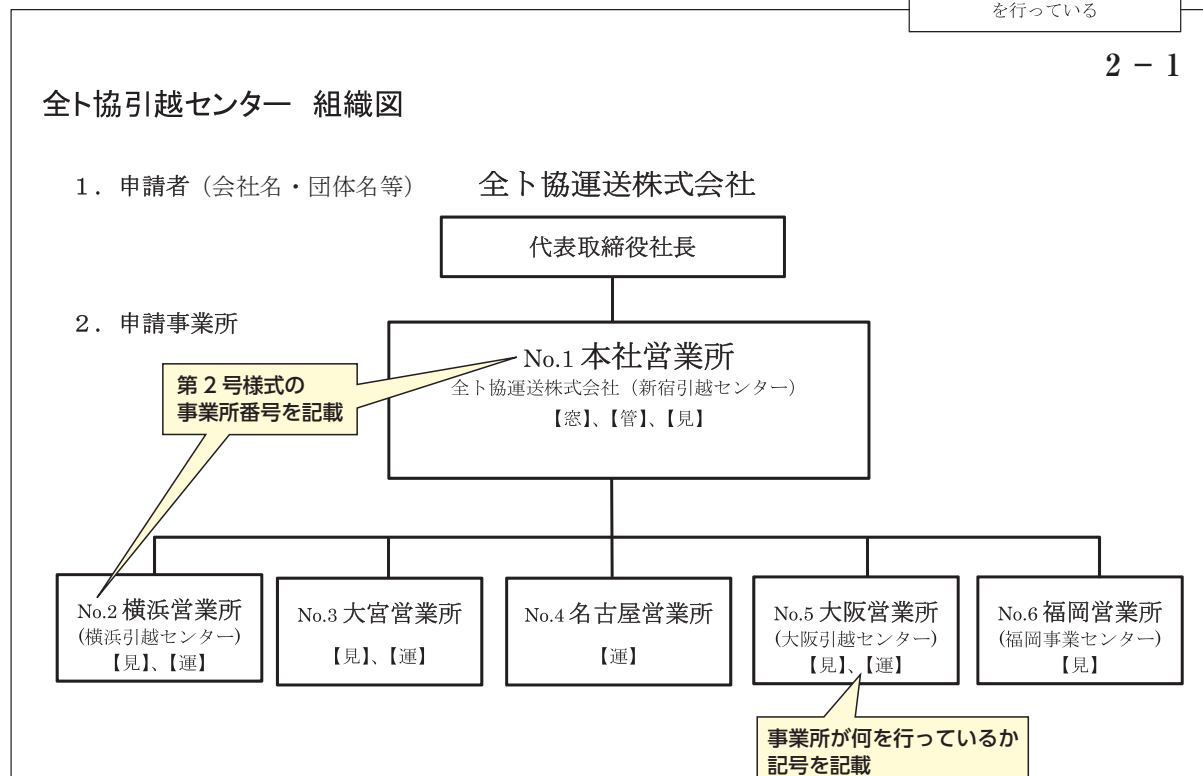 を行っている
2 − 1
全ト協引越センター 組織図
1．申請者（会社名・団体名等） 全ト協運送株式会社
代表取締役社長
2．申請事業所
No.1 本社営業所
全ト協運送株式会社（新宿引越センター）
【窓】、【管】、【見】
第２号様式の
事業所番号を記載
No.2 横浜営業所
(横浜引越センター)
【見】、【運】
No.3 大宮営業所
【見】、【運】
No.4 名古屋営業所
【運】
No.5 大阪営業所
(大阪引越センター)
【見】、【運】
No.6 福岡営業所
(福岡事業センター)
【見】
事業所が何を行っているか
記号を記載